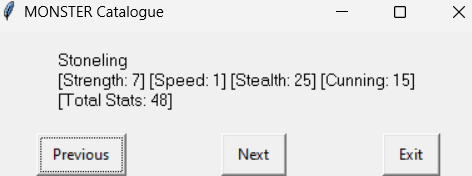 MONSTER Catalogue
Stoneling
[Strength: 7] [Speed: 1] [Stealth: 25] [Cunning: 15]
[Total Stats: 48]
Previous Next Exit